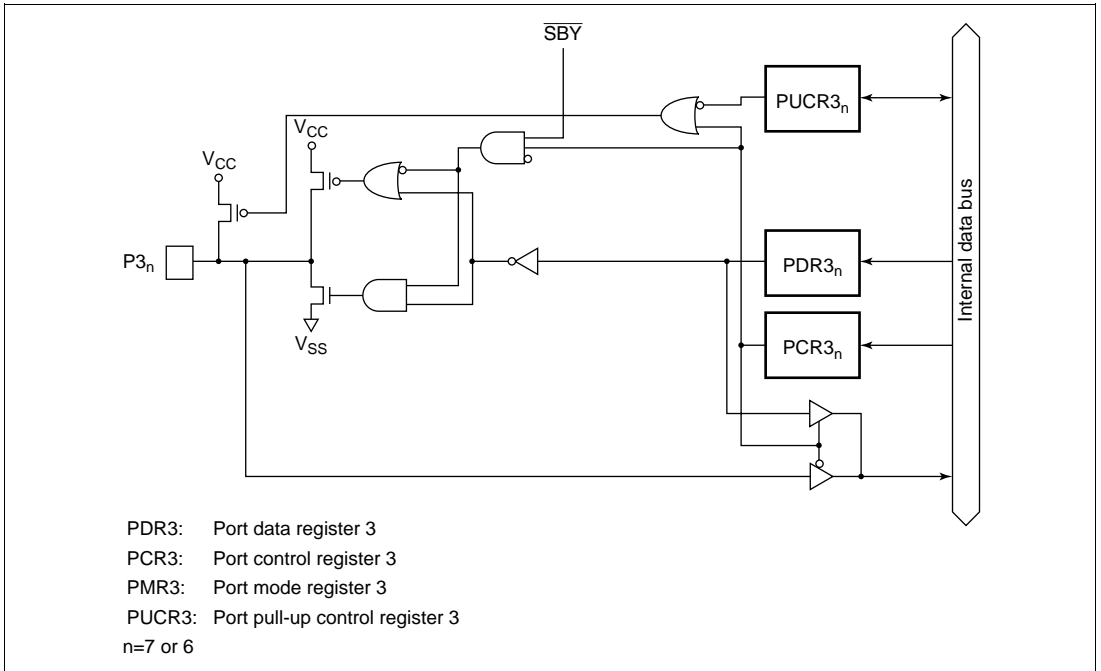 SBY
PUCR3n
VCC
VCC
P3n
PDR3n
Internal data bus
PCR3n
VSS
PDR3: Port data register 3
PCR3: Port control register 3
PMR3: Port mode register 3
PUCR3: Port pull-up control register 3
n=7 or 6